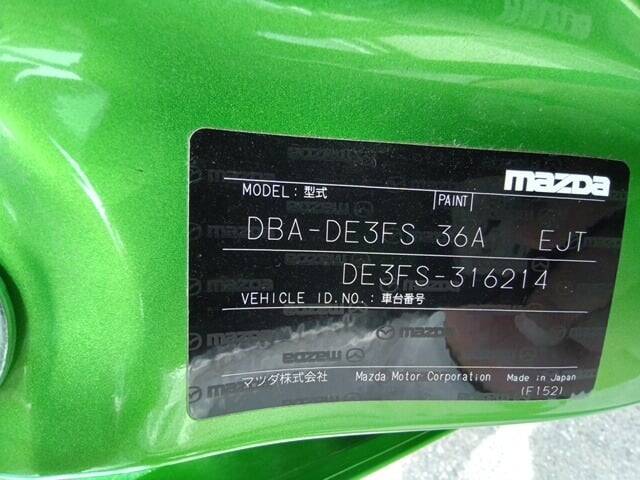 mazda
MODEL:型式 PAINT
DBA-DE3FS 36A EJT
DE3FS-316214
VEHICLE ID.NO.:車台番号
マツダ株式会社 Mazda Motor Corporation Made in Japan
(F152)